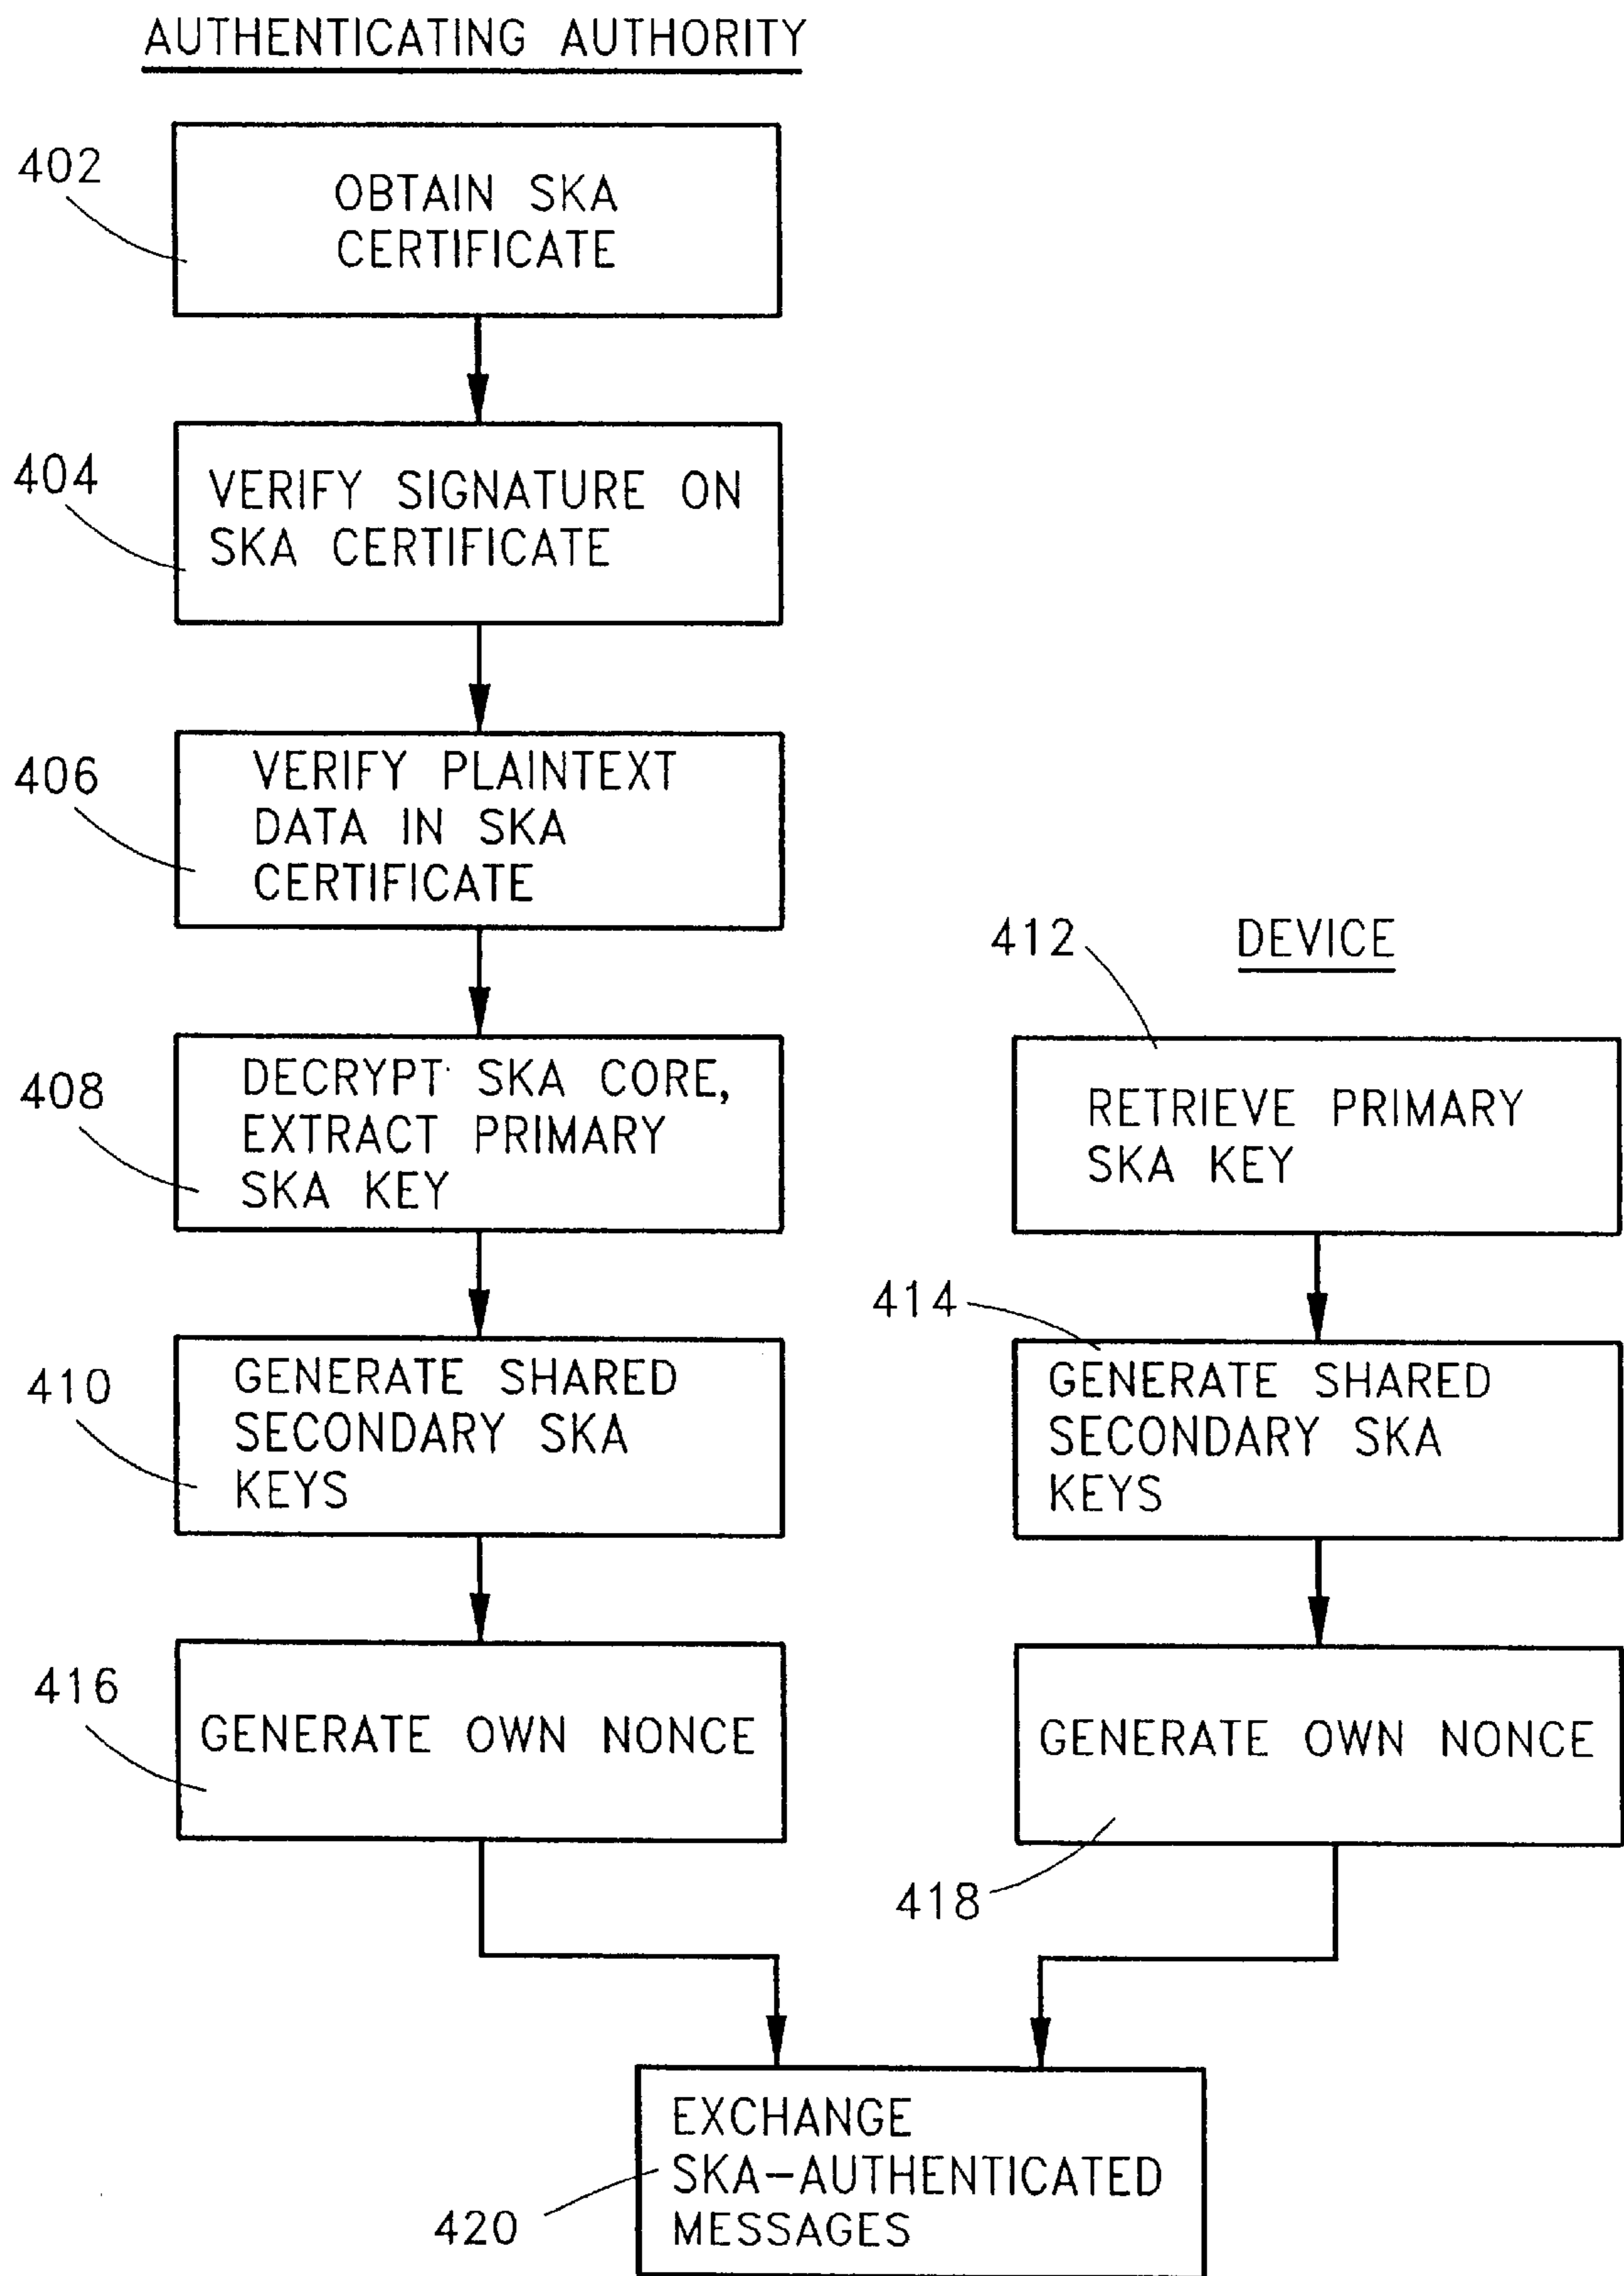 AUTHENTICATING AUTHORITY
402
OBTAIN SKA
CERTIFICATE
404
VERIFY SIGNATURE ON
SKA CERTIFICATE
406
VERIFY PLAINTEXT
DATA IN SKA
CERTIFICATE
408
DECRYPT SKA CORE,
EXTRACT PRIMARY
SKA KEY
410
GENERATE SHARED
SECONDARY SKA
KEYS
416
GENERATE OWN NONCE
DEVICE
412
RETRIEVE PRIMARY
SKA KEY
414
GENERATE SHARED
SECONDARY SKA
KEYS
GENERATE OWN NONCE
418
EXCHANGE
SKA-AUTHENTICATED
MESSAGES
420